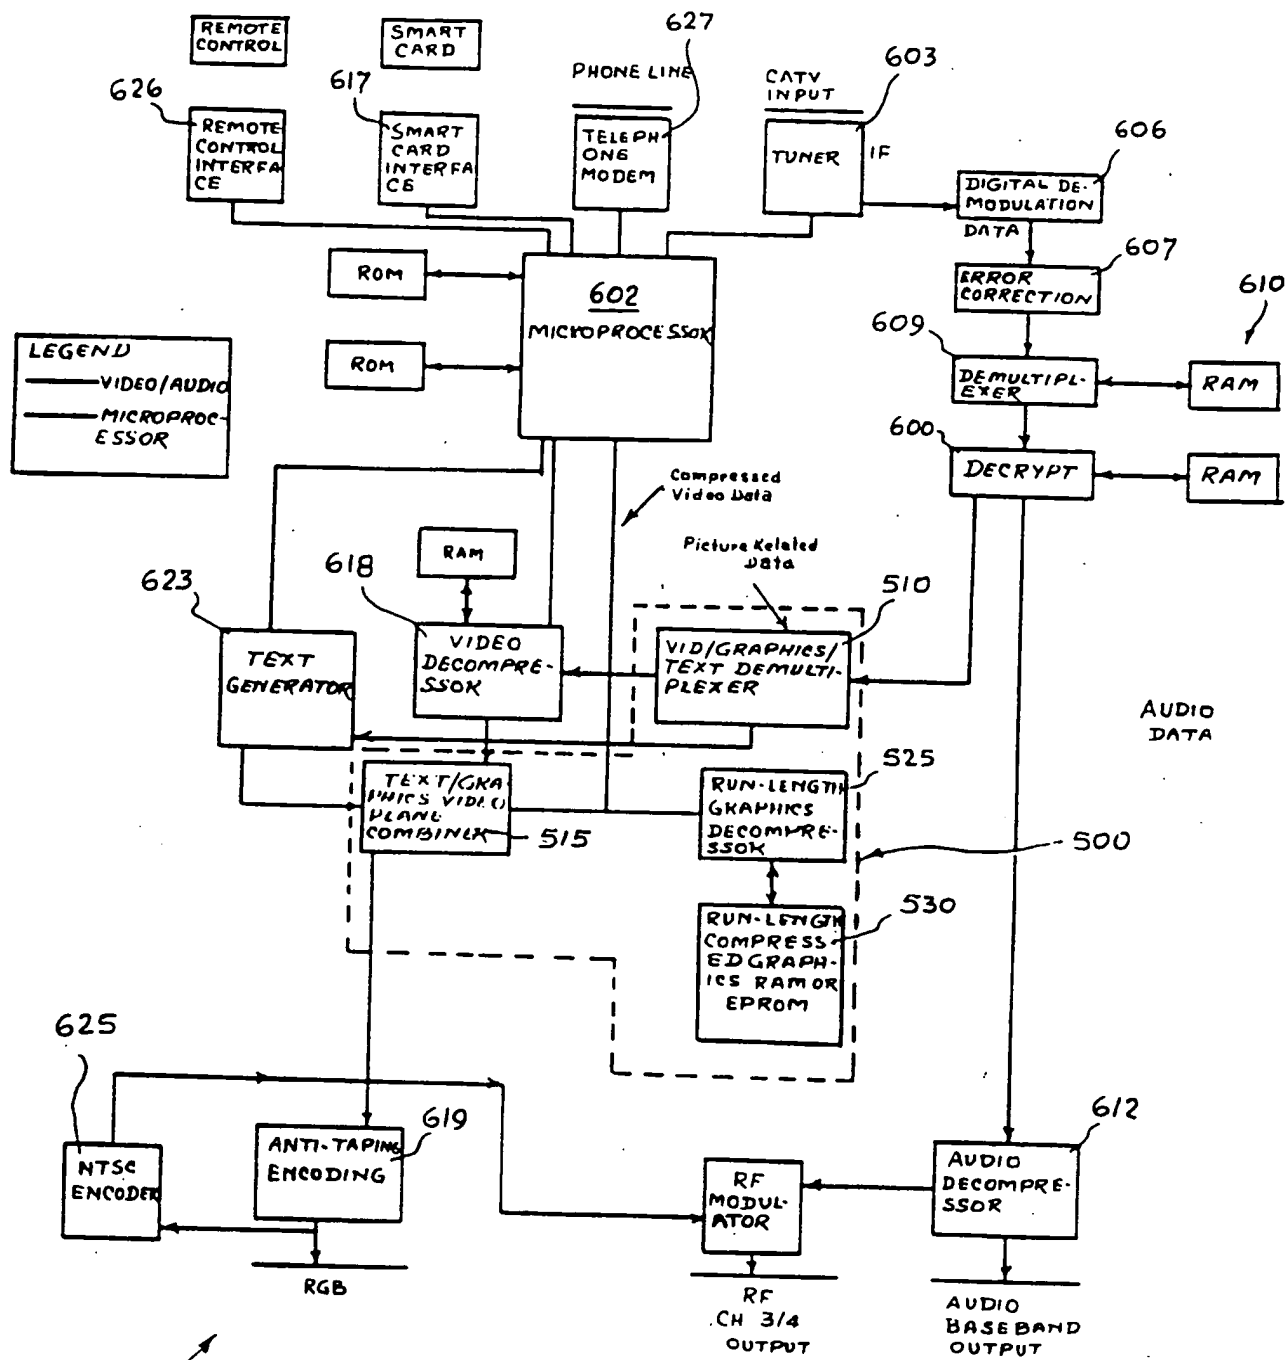 REMOTE
CONTROL
SMART
CARD
627
603
626
617
PHONE LINE
CATV
INPUT
606
REMOTE
CONTROL
INTERFA
CE
SMART
CARD
INTERFA
CE
TELEPH
ONE
MODEM
TUNER
IF
DIGITAL DE-
MODULATION
DATA
607
ROM
602
MICROPROCESSOR
ERROR
CORRECTION
610
609
LEGEND
VIDEO/AUDIO
MICROPROC-
ESSOR
ROM
DEMULTIPL-
EXER
RAM
600
DECRYPT
RAM
Compressed
Video Data
RAM
Picture Related
Data
618
623
510
TEXT
GENERATOR
VIDEO
DECOMPRE-
SSOR
VID/GRAPHICS/
TEXT DEMULTI-
PLEXER
AUDIO
DATA
525
TEXT/GRA-
PHICS VIDEO
PLANE
COMBINER
515
RUN-LENGTH
GRAPHICS
DECOMPRE-
SSOR
500
530
RUN-LENGTH
COMPRESS
ED GRAPH-
ICS RAM OR
EPROM
625
619
612
NTSC
ENCODER
ANTI-TAPING
ENCODING
RF
MODUL-
ATOR
AUDIO
DECOMPRE-
SSOR
RGB
RF
CH 3/4
OUTPUT
AUDIO
BASEBAND
OUTPUT